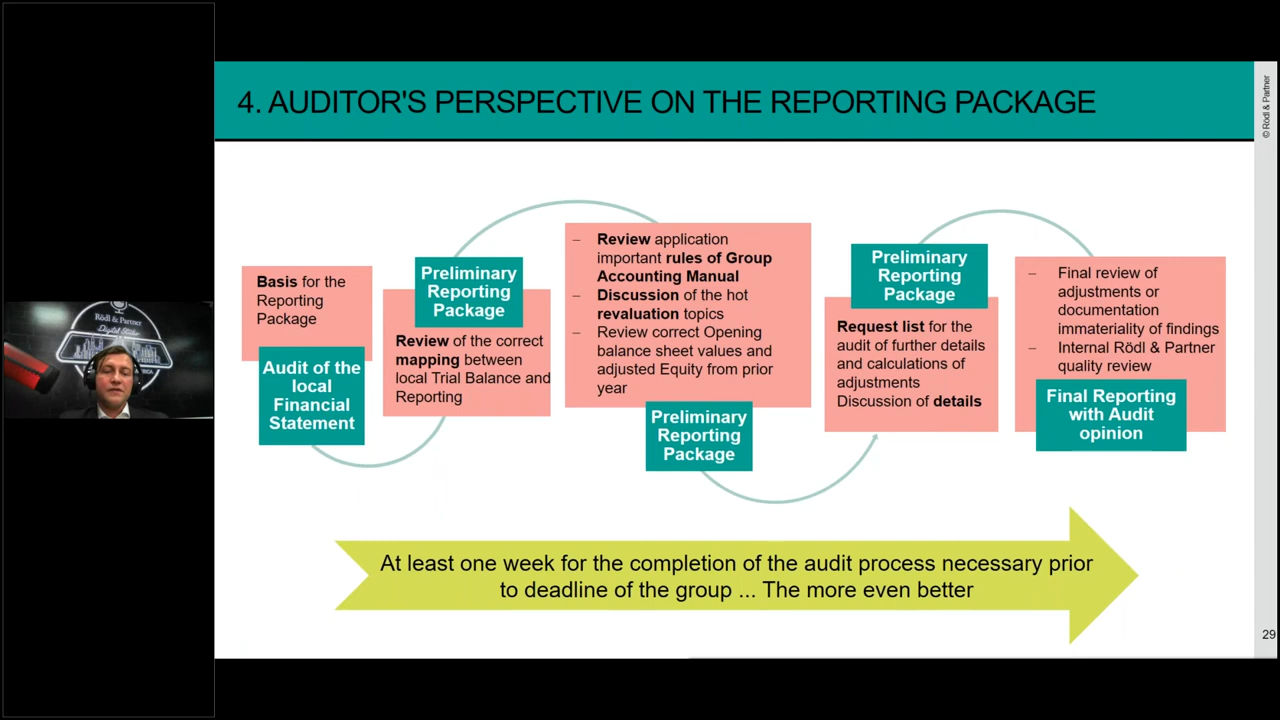 4. AUDITOR'S PERSPECTIVE ON THE REPORTING PACKAGE
© Rödl & Partner
Basis for the
Reporting
Package
Audit of the
local
Financial
Statement
Preliminary
Reporting
Package
Review of the correct
mapping between
local Trial Balance and
Reporting
– Review application
important rules of Group
Accounting Manual
– Discussion of the hot
revaluation topics
– Review correct Opening
balance sheet values and
adjusted Equity from prior
year
Preliminary
Reporting
Package
Preliminary
Reporting
Package
Request list for the
audit of further details
and calculations of
adjustments
Discussion of details
– Final review of
adjustments or
documentation
immateriality of findings
– Internal Rödl & Partner
quality review
Final Reporting
with Audit
opinion
At least one week for the completion of the audit process necessary prior
to deadline of the group ... The more even better
29
Rödl & Partner
Digital